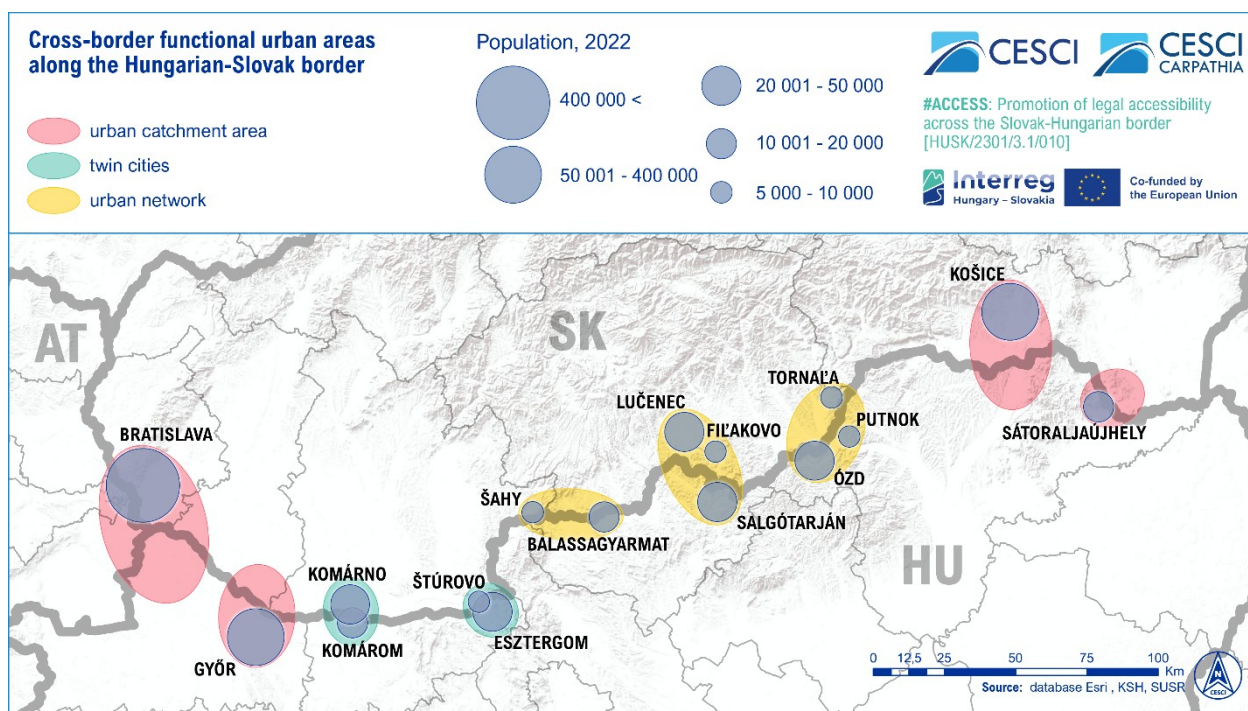 Cross-border functional urban areas
along the Hungarian-Slovak border
urban catchment area
twin cities
urban network
Population, 2022
400 000 <
50 001 - 400 000
20 001 - 50 000
10 001 - 20 000
5 000 - 10 000
CESCI
CESCI
CARPATHIA
#ACCESS: Promotion of legal accessibility
across the Slovak-Hungarian border
[HUSK/2301/3.1/010]
Interreg
Hungary – Slovakia
Co-funded by
the European Union
AT
SK
HU
KOŠICE
TORNAĽA
LUČENEC
PUTNOK
FIĽAKOVO
SÁTORALJAÚJHELY
BRATISLAVA
ÓZD
ŠAHY
SALGÓTARJÁN
BALASSAGYARMAT
KOMÁRNO
ŠTÚROVO
KOMÁROM
ESZTERGOM
GYŐR
0 12,5 25 50 75 100
Km
Source: database Esri , KSH, SUSR
N
CESCI